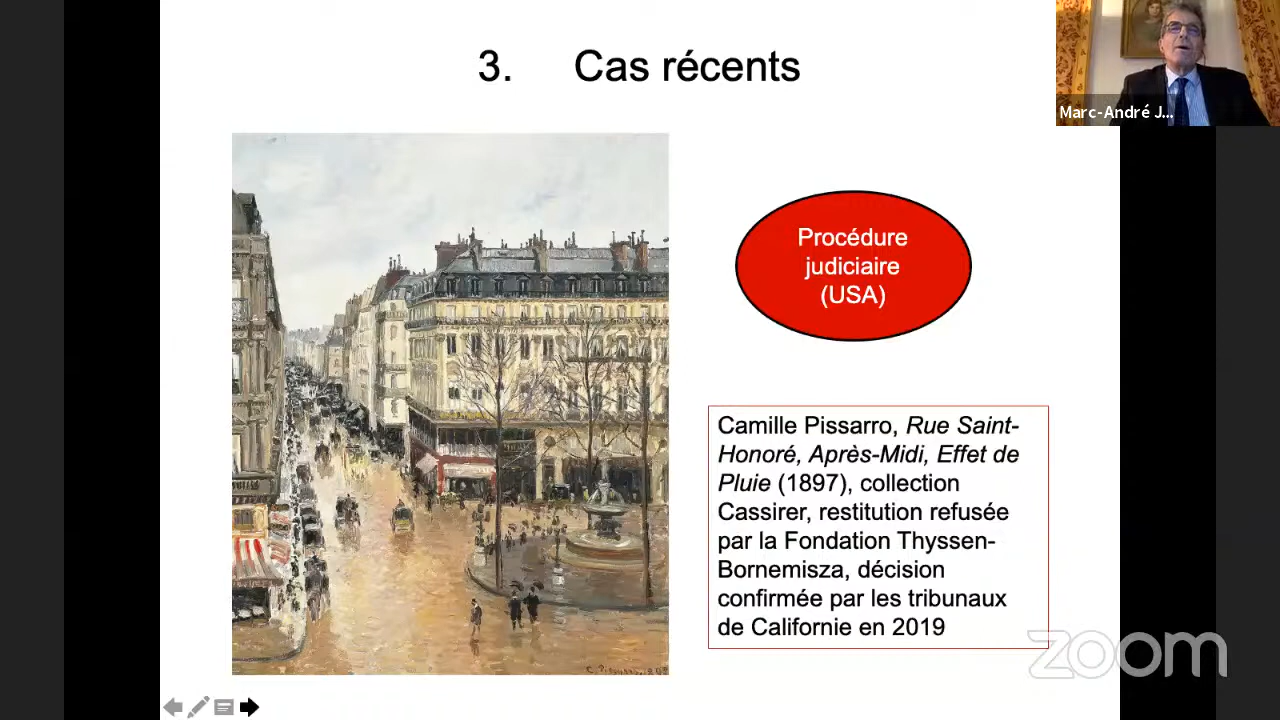 3. Cas récents
Marc-André J...
Procédure
judiciaire
(USA)
Camille Pissarro, Rue Saint-
Honoré, Après-Midi, Effet de
Pluie (1897), collection
Cassirer, restitution refusée
par la Fondation Thyssen-
Bornemisza, décision
confirmée par les tribunaux
de Californie en 2019
zoom